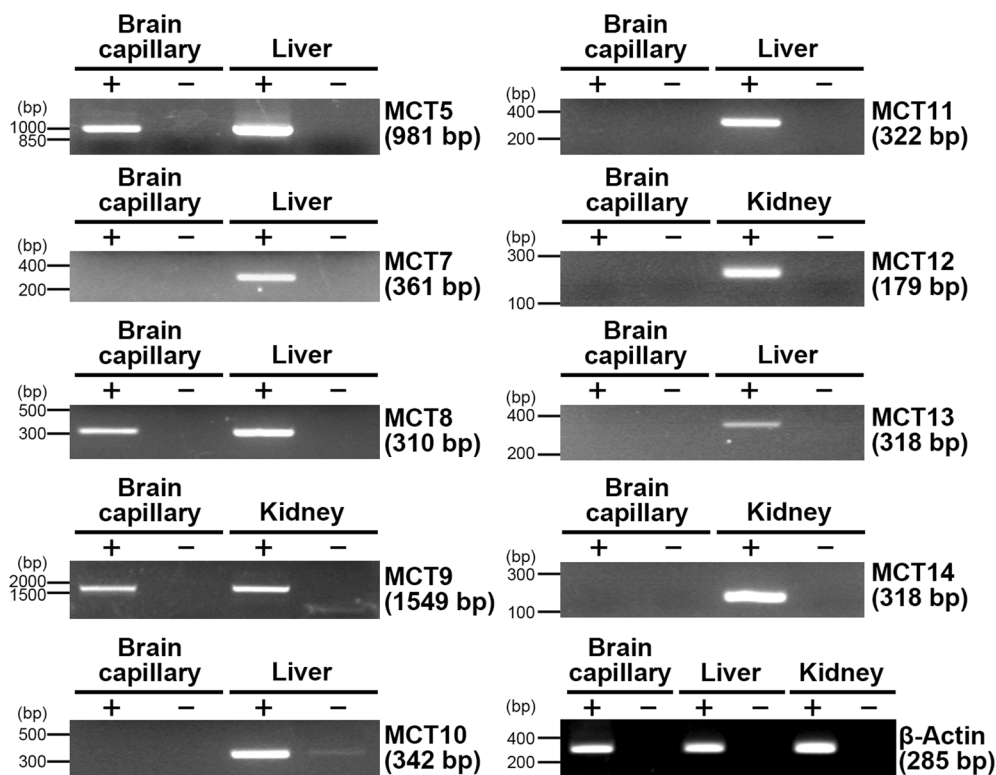 Brain
capillary Liver
+ − + −
(bp)
1000
850
MCT5
(981 bp)
Brain
capillary Liver
+ − + −
(bp)
400
200
MCT7
(361 bp)
Brain
capillary Liver
+ − + −
(bp)
500
300
MCT8
(310 bp)
Brain
capillary Kidney
+ − + −
(bp)
2000
1500
MCT9
(1549 bp)
Brain
capillary Liver
+ − + −
(bp)
500
300
MCT10
(342 bp)
Brain
capillary Liver
+ − + −
(bp)
400
200
MCT11
(322 bp)
Brain
capillary Kidney
+ − + −
(bp)
300
100
MCT12
(179 bp)
Brain
capillary Liver
+ − + −
(bp)
400
200
MCT13
(318 bp)
Brain
capillary Kidney
+ − + −
(bp)
300
100
MCT14
(318 bp)
Brain
capillary Liver Kidney
(bp) + − + − + −
400
200
β-Actin
(285 bp)